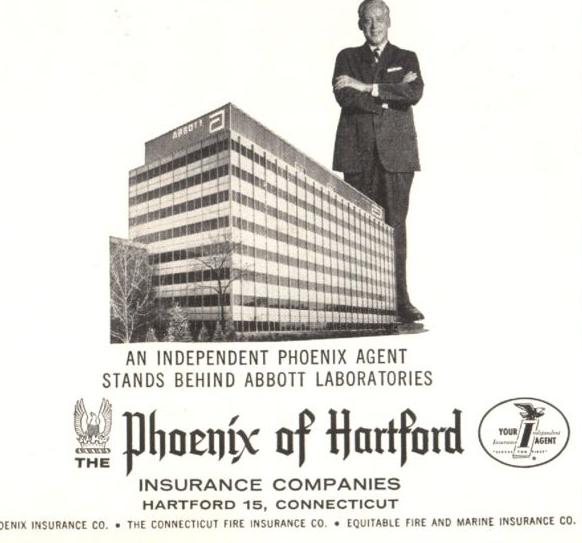 ABBOTT
AN INDEPENDENT PHOENIX AGENT
STANDS BEHIND ABBOTT LABORATORIES
THE Phoenix of Hartford
YOUR Independent
Insurance AGENT
"SERVES YOU FIRST"
INSURANCE COMPANIES
HARTFORD 15, CONNECTICUT
OENIX INSURANCE CO. • THE CONNECTICUT FIRE INSURANCE CO. • EQUITABLE FIRE AND MARINE INSURANCE CO.